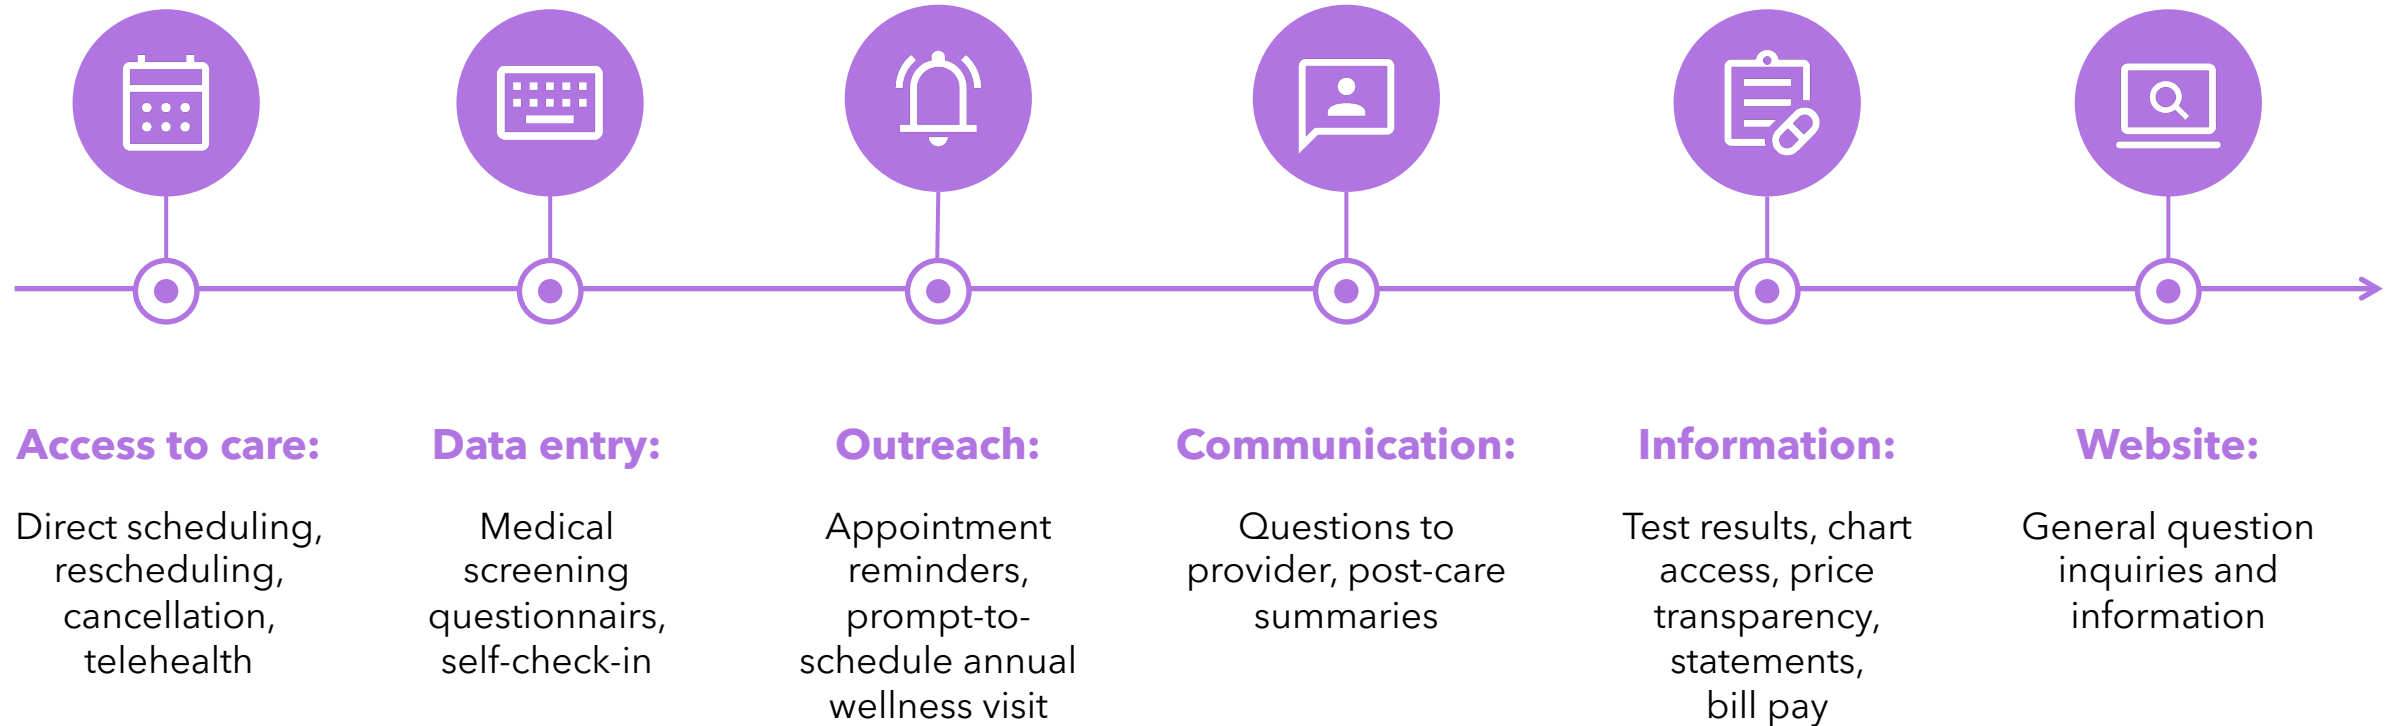 Access to care:
Direct scheduling,
rescheduling,
cancellation,
telehealth
Data entry:
Medical
screening
questionnairs,
self-check-in
Outreach:
Appointment
reminders,
prompt-to-
schedule annual
wellness visit
Communication:
Questions to
provider, post-care
summaries
Information:
Test results, chart
access, price
transparency,
statements,
bill pay
Website:
General question
inquiries and
information